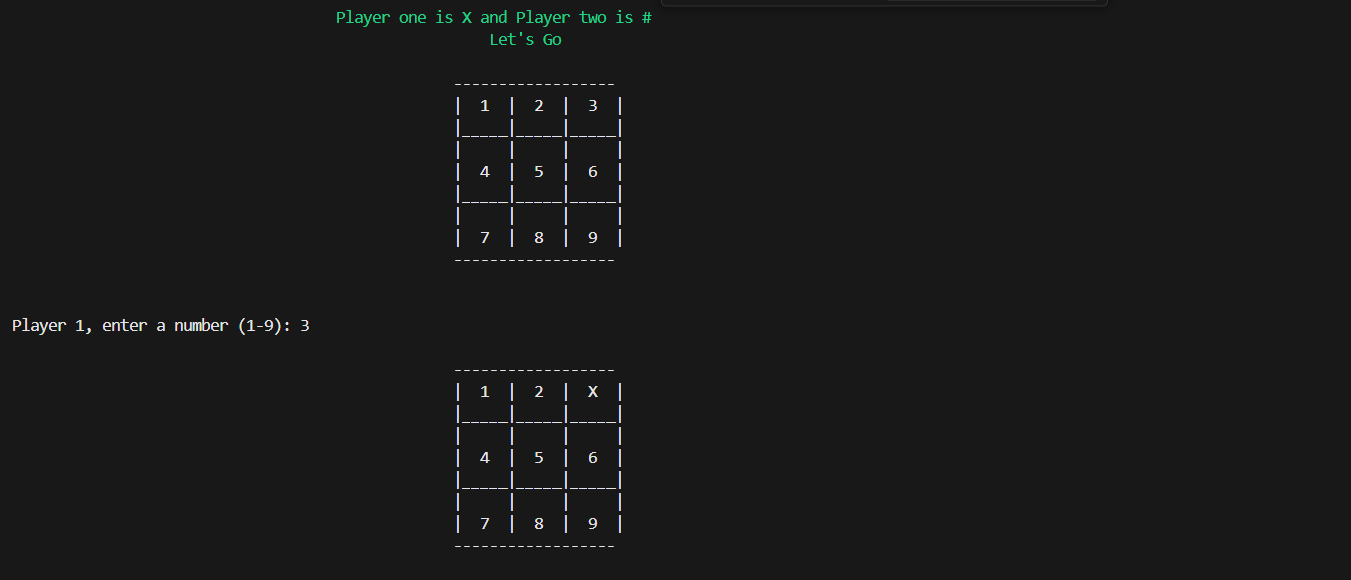 Player one is X and Player two is #
Let's Go
------------------
|  1  |  2  |  3  |
|_____|_____|_____|
|     |     |     |
|  4  |  5  |  6  |
|_____|_____|_____|
|     |     |     |
|  7  |  8  |  9  |
------------------
Player 1, enter a number (1-9): 3
------------------
|  1  |  2  |  X  |
|_____|_____|_____|
|     |     |     |
|  4  |  5  |  6  |
|_____|_____|_____|
|     |     |     |
|  7  |  8  |  9  |
------------------